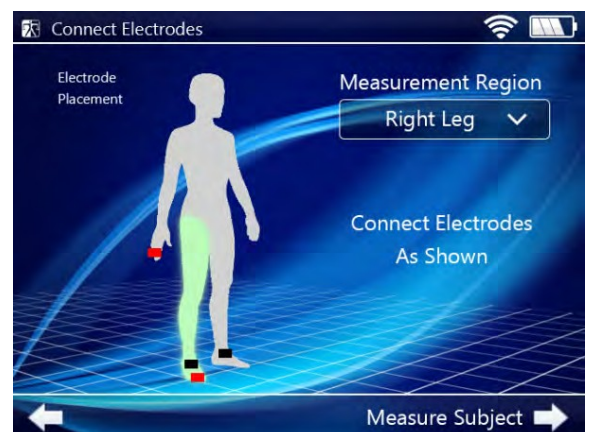 Connect Electrodes
Electrode
Placement
Measurement Region
Right Leg
Connect Electrodes
As Shown
Measure Subject